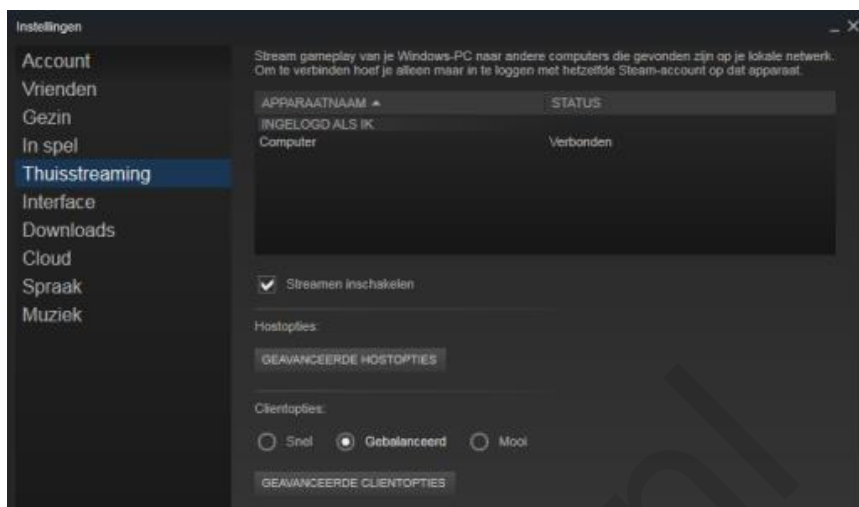 Instellingen
Account
Vrienden
Gezin
In spel
Thuisstreaming
Interface
Downloads
Cloud
Spraak
Muziek
Stream gameplay van je Windows-PC naar andere computers die gevonden zijn op je lokale netwerk.
Om te verbinden hoef je alleen maar in te loggen met hetzelfde Steam-account op dat apparaat.
APPARAATNAAM STATUS
INGELOGD ALS IK
Computer Verbonden
Streamen inschakelen
Hostopties:
GEAVANCEERDE HOSTOPTIES
Clientopties:
Snel Gebalanceerd Mooi
GEAVANCEERDE CLIENTOPTIES